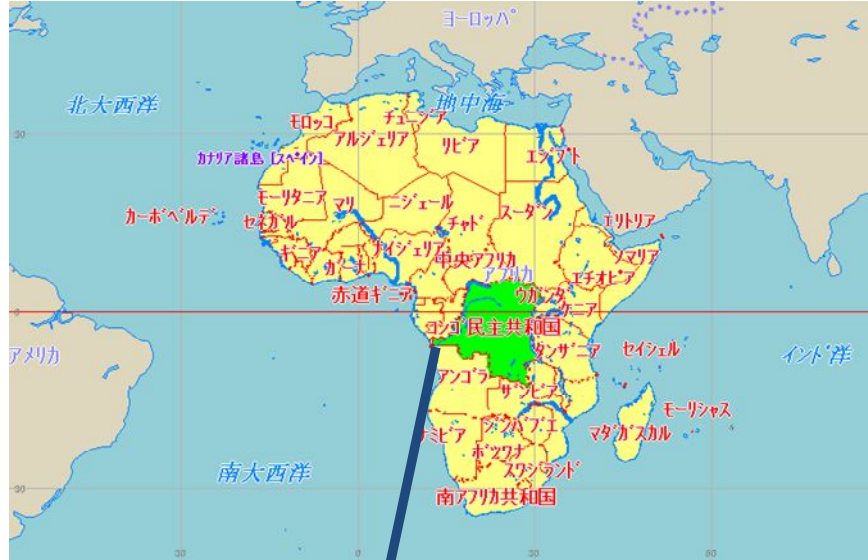 ヨーロッパ
北大西洋
地中海
30
モロッコ
チュニジア
アルジェリア
リビア
エジプト
カナリア諸島 [スペイン]
モーリタニア
マリ
ニジェール
チャド
スーダン
エリトリア
カーボベルデ
セネガル
ギニア
ガーナ
ナイジェリア
中央アフリカ
アフリカ
エチオピア
ソマリア
赤道ギニア
ウガンダ
ケニア
0
コンゴ民主共和国
アメリカ
タンザニア
セイシェル
インド洋
アンゴラ
ザンビア
モーリシャス
ナミビア
ジンバブエ
マダガスカル
ボツワナ
スワジランド
南大西洋
30
南アフリカ共和国
30
0
30
60